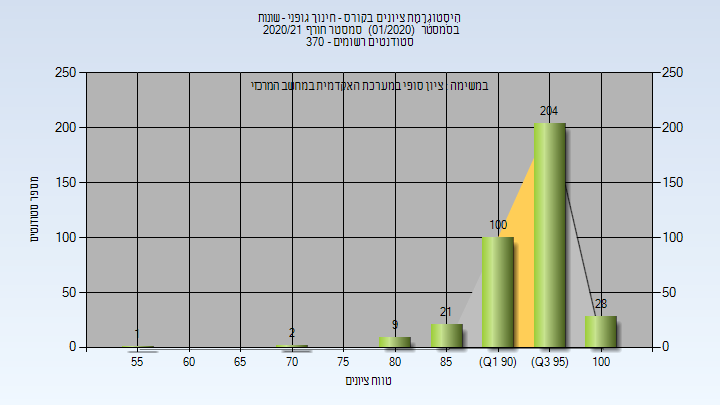 היסטוגרמת ציונים בקורס - חינוך גופני - שונות
בסמסטר (01/2020) סמסטר חורף 2020/21
סטודנטים רשומים - 370
במשימה : ציון סופי במערכת האקדמית במחשב המרכזי
מספר סטודנטים
250 250
200 200
150 150
100 100
50 50
0 0
1 2 9 21 100 204 28
55 60 65 70 75 80 85 (Q1 90) (Q3 95) 100
טווח ציונים